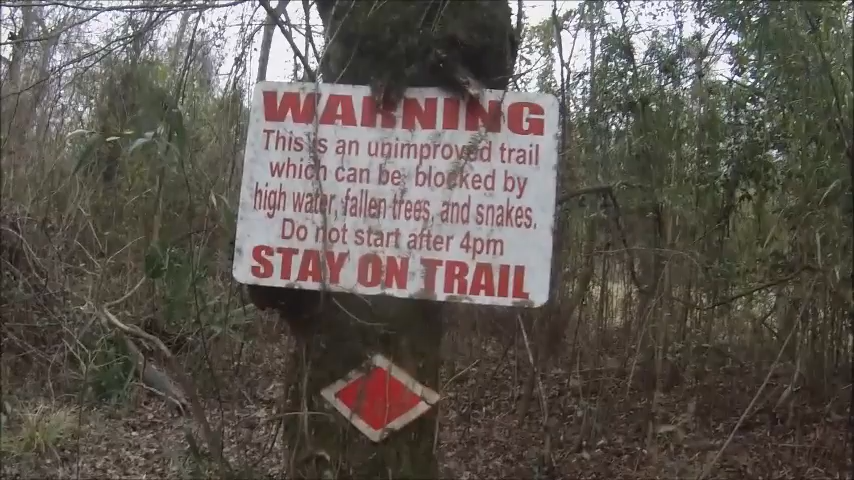 WARNING
This is an unimproved trail
which can be blocked by
high water, fallen trees, and snakes.
Do not start after 4pm
STAY ON TRAIL